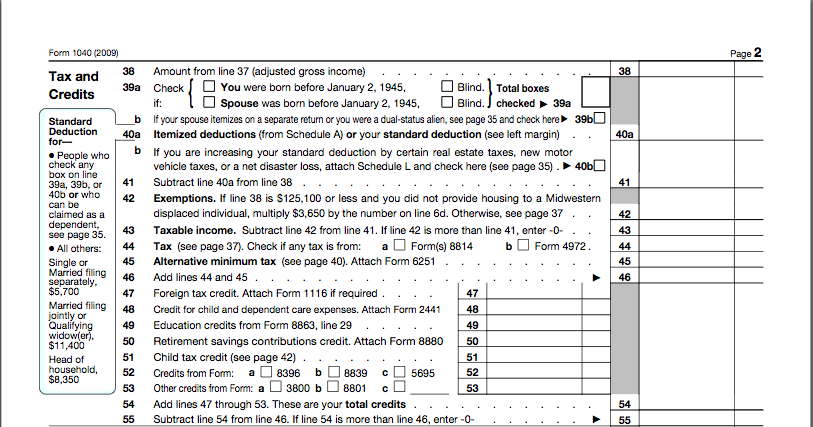 Form 1040 (2009) Page 2
Tax and
Credits
Standard
Deduction
for—
• People who
check any
box on line
39a, 39b, or
40b or who
can be
claimed as a
dependent,
see page 35.
• All others:
Single or
Married filing
separately,
$5,700
Married filing
jointly or
Qualifying
widow(er),
$11,400
Head of
household,
$8,350
38 Amount from line 37 (adjusted gross income) . . . . . . . . . . . . . . 38
39a Check { You were born before January 2, 1945, Blind. } Total boxes
if: Spouse was born before January 2, 1945, Blind. checked ▶ 39a
b If your spouse itemizes on a separate return or you were a dual-status alien, see page 35 and check here ▶ 39b
40a Itemized deductions (from Schedule A) or your standard deduction (see left margin) . . 40a
b If you are increasing your standard deduction by certain real estate taxes, new motor
vehicle taxes, or a net disaster loss, attach Schedule L and check here (see page 35) . ▶ 40b
41 Subtract line 40a from line 38 . . . . . . . . . . . . . . . . . . 41
42 Exemptions. If line 38 is $125,100 or less and you did not provide housing to a Midwestern
displaced individual, multiply $3,650 by the number on line 6d. Otherwise, see page 37 . . 42
43 Taxable income. Subtract line 42 from line 41. If line 42 is more than line 41, enter -0- . . 43
44 Tax (see page 37). Check if any tax is from: a Form(s) 8814 b Form 4972 . 44
45 Alternative minimum tax (see page 40). Attach Form 6251 . . . . . . . . . . 45
46 Add lines 44 and 45 . . . . . . . . . . . . . . . . . . . . ▶ 46
47 Foreign tax credit. Attach Form 1116 if required . . . . 47
48 Credit for child and dependent care expenses. Attach Form 2441 48
49 Education credits from Form 8863, line 29 . . . . . 49
50 Retirement savings contributions credit. Attach Form 8880 50
51 Child tax credit (see page 42) . . . . . . . . 51
52 Credits from Form: a 8396 b 8839 c 5695 52
53 Other credits from Form: a 3800 b 8801 c 53
54 Add lines 47 through 53. These are your total credits . . . . . . . . . . . . 54
55 Subtract line 54 from line 46. If line 54 is more than line 46, enter -0- . . . . . . ▶ 55